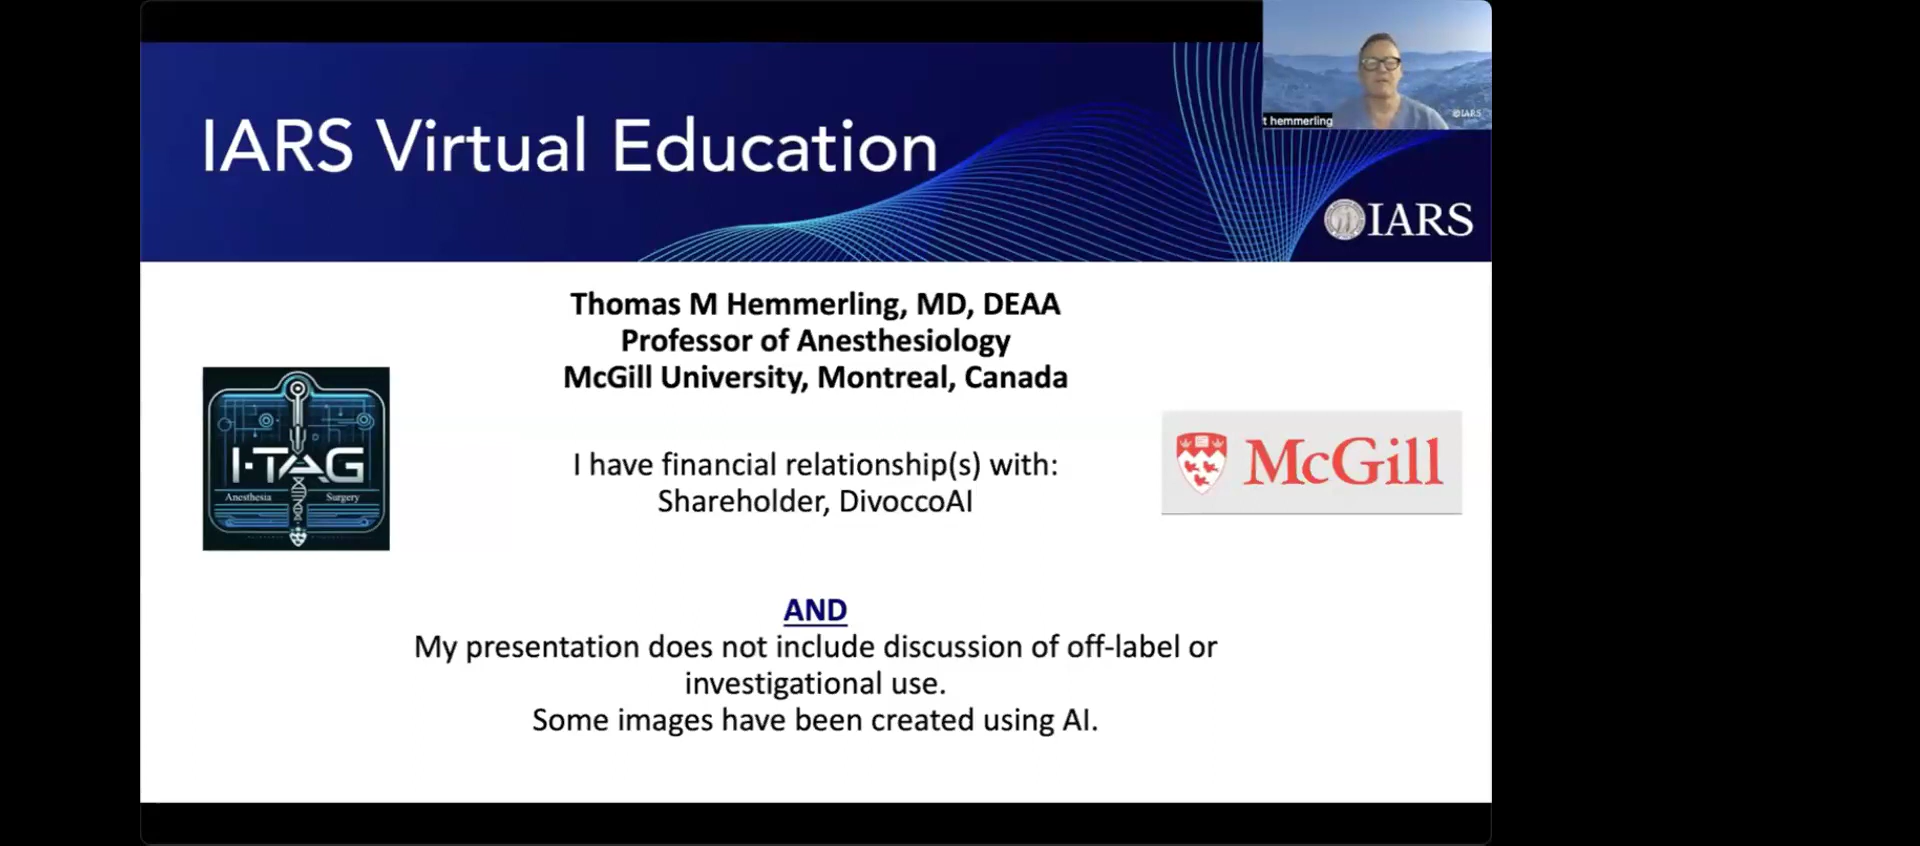 IARS Virtual Education
t hemmerling
©IARS
IARS
Thomas M Hemmerling, MD, DEAA
Professor of Anesthesiology
McGill University, Montreal, Canada
I-TAG
Anesthesia Surgery
McGill
I have financial relationship(s) with:
Shareholder, DivoccoAI
AND
My presentation does not include discussion of off-label or
investigational use.
Some images have been created using AI.